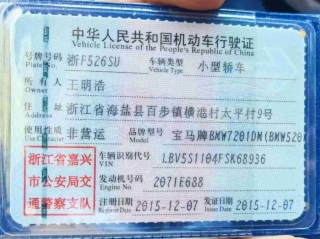 中华人民共和国机动车行驶证
Vehicle License of the People's Republic of China
号牌号码 浙F526SU 车辆类型 小型轿车
Plate No. Vehicle Type
所有人 王明浩
Owner
住址 浙江省海盐县百步镇横港村太平村9号
Address
使用性质 非营运 品牌型号 宝马牌BMW7201DM(BMW520
Use Character Model
浙江省嘉兴
市公安局交
通警察支队
车辆识别代号 LBV5S1104FSK68936
VIN
发动机号码 2071E688
Engine No.
注册日期 2015-12-07 发证日期 2015-12-07
Register Date Issue Date